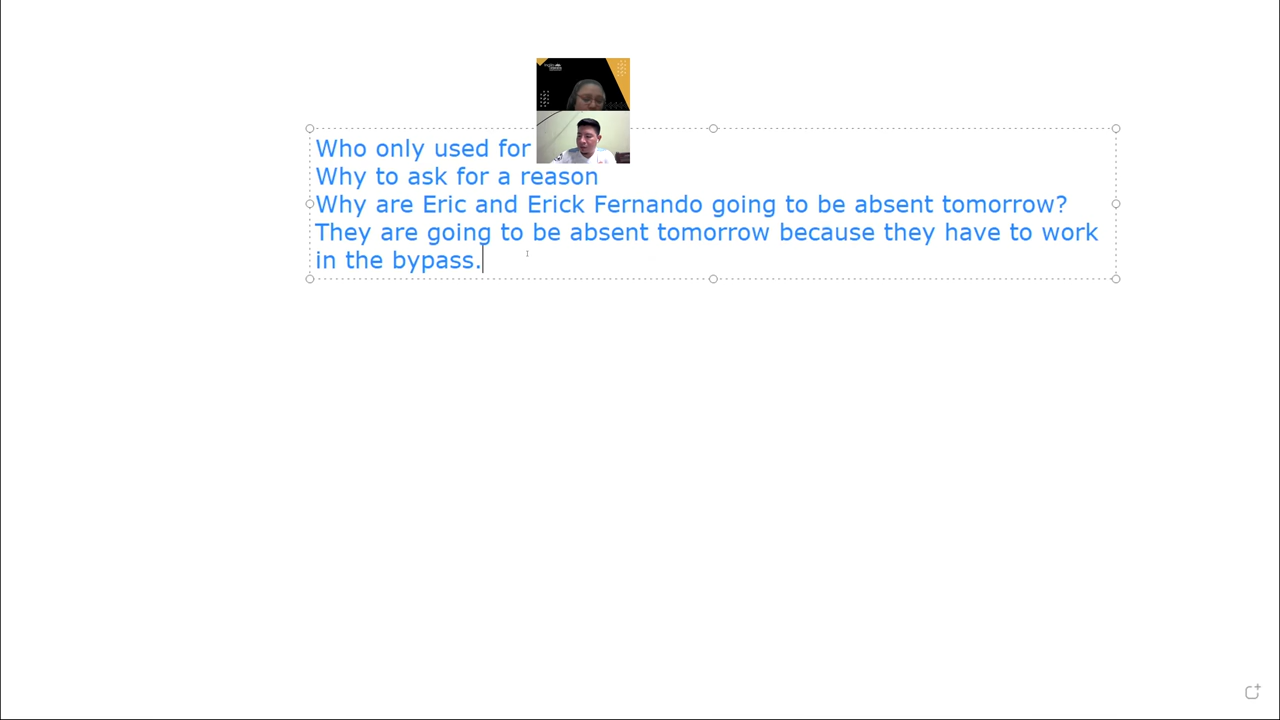 Who only used for
Why to ask for a reason
Why are Eric and Erick Fernando going to be absent tomorrow?
They are going to be absent tomorrow because they have to work
in the bypass.